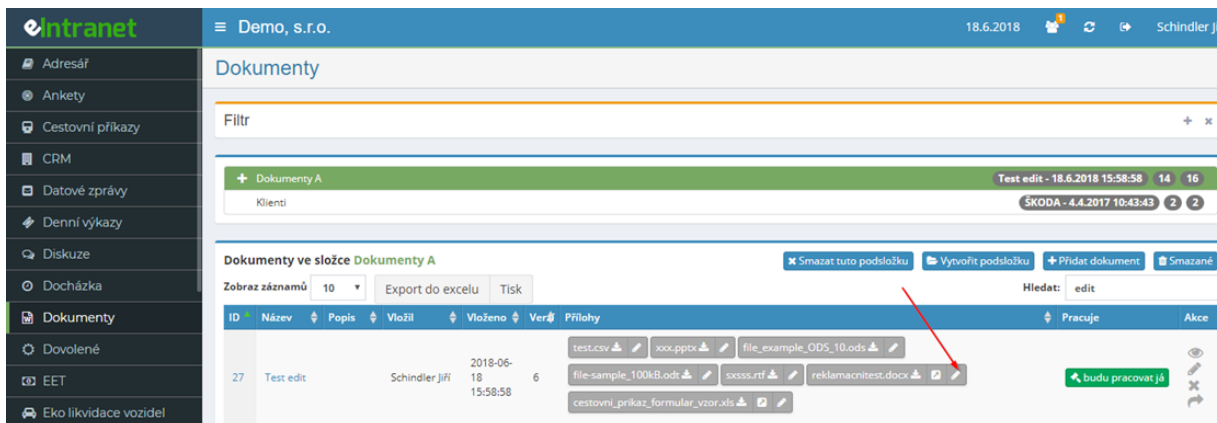 eIntranet
Demo, s.r.o.
18.6.2018 1 Schindler Ji
Adresář
Ankety
Cestovní příkazy
CRM
Datové zprávy
Denní výkazy
Diskuze
Docházka
Dokumenty
Dovolené
EET
Eko likvidace vozidel
Dokumenty
Filtr
Dokumenty A Test edit - 18.6.2018 15:58:58 14 16
Klienti ŠKODA - 4.4.2017 10:43:43 2 2
Dokumenty ve složce Dokumenty A Smazat tuto podsložku Vytvořit podsložku Přidat dokument Smazané
Zobraz záznamů 10 Export do excelu Tisk Hledat: edit
ID Název Popis Vložil Vloženo Přílohy Pracuje Akce
test.csv xxx.pptx file_example_ODS_10.ods
27 Test edit Schindler Jiří 2018-06-
18
15:58:58 6 file-sample_100kB.odt sxsss.rtf reklamacnitest.docx budu pracovat já
cestovni_prikaz_formular_vzor.xls